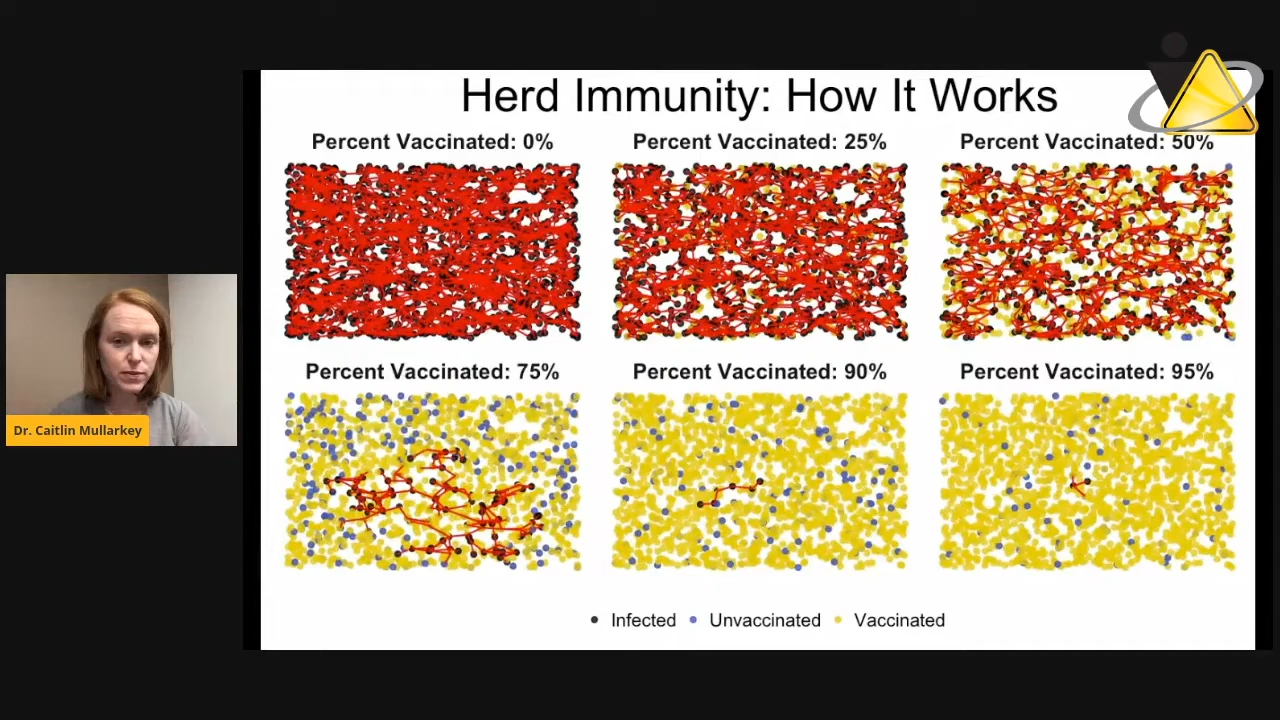 Herd Immunity: How It Works
Percent Vaccinated: 0%
Percent Vaccinated: 25%
Percent Vaccinated: 50%
Percent Vaccinated: 75%
Percent Vaccinated: 90%
Percent Vaccinated: 95%
Infected
Unvaccinated
Vaccinated
Dr. Caitlin Mullarkey